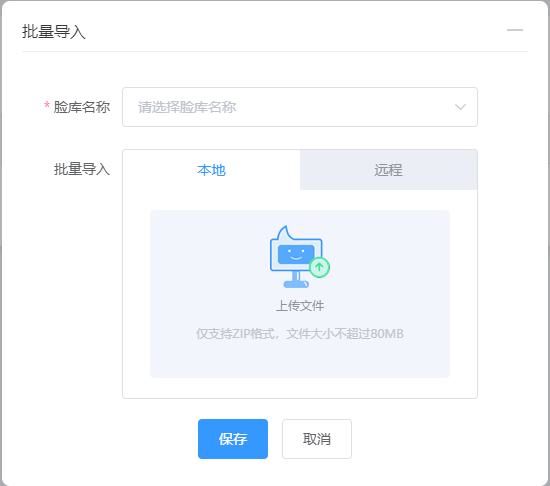 批量导入
* 脸库名称
请选择脸库名称
批量导入
本地
远程
上传文件
仅支持ZIP格式，文件大小不超过80MB
保存
取消